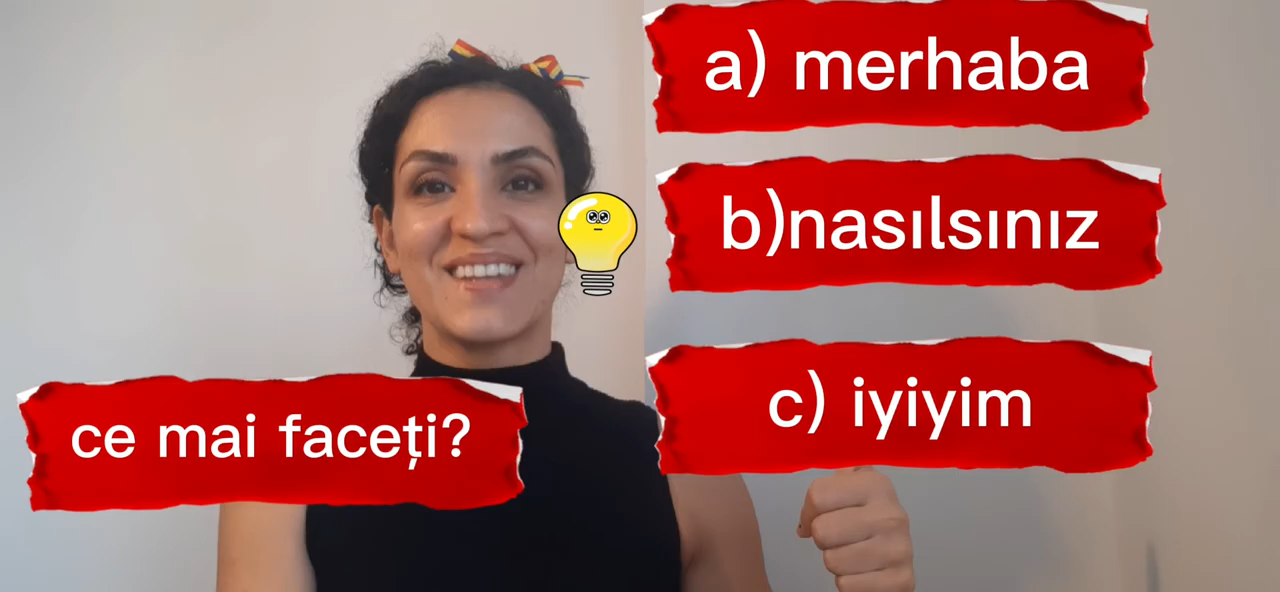 ce mai faceți?
a) merhaba
b)nasılsınız
c) iyiyim